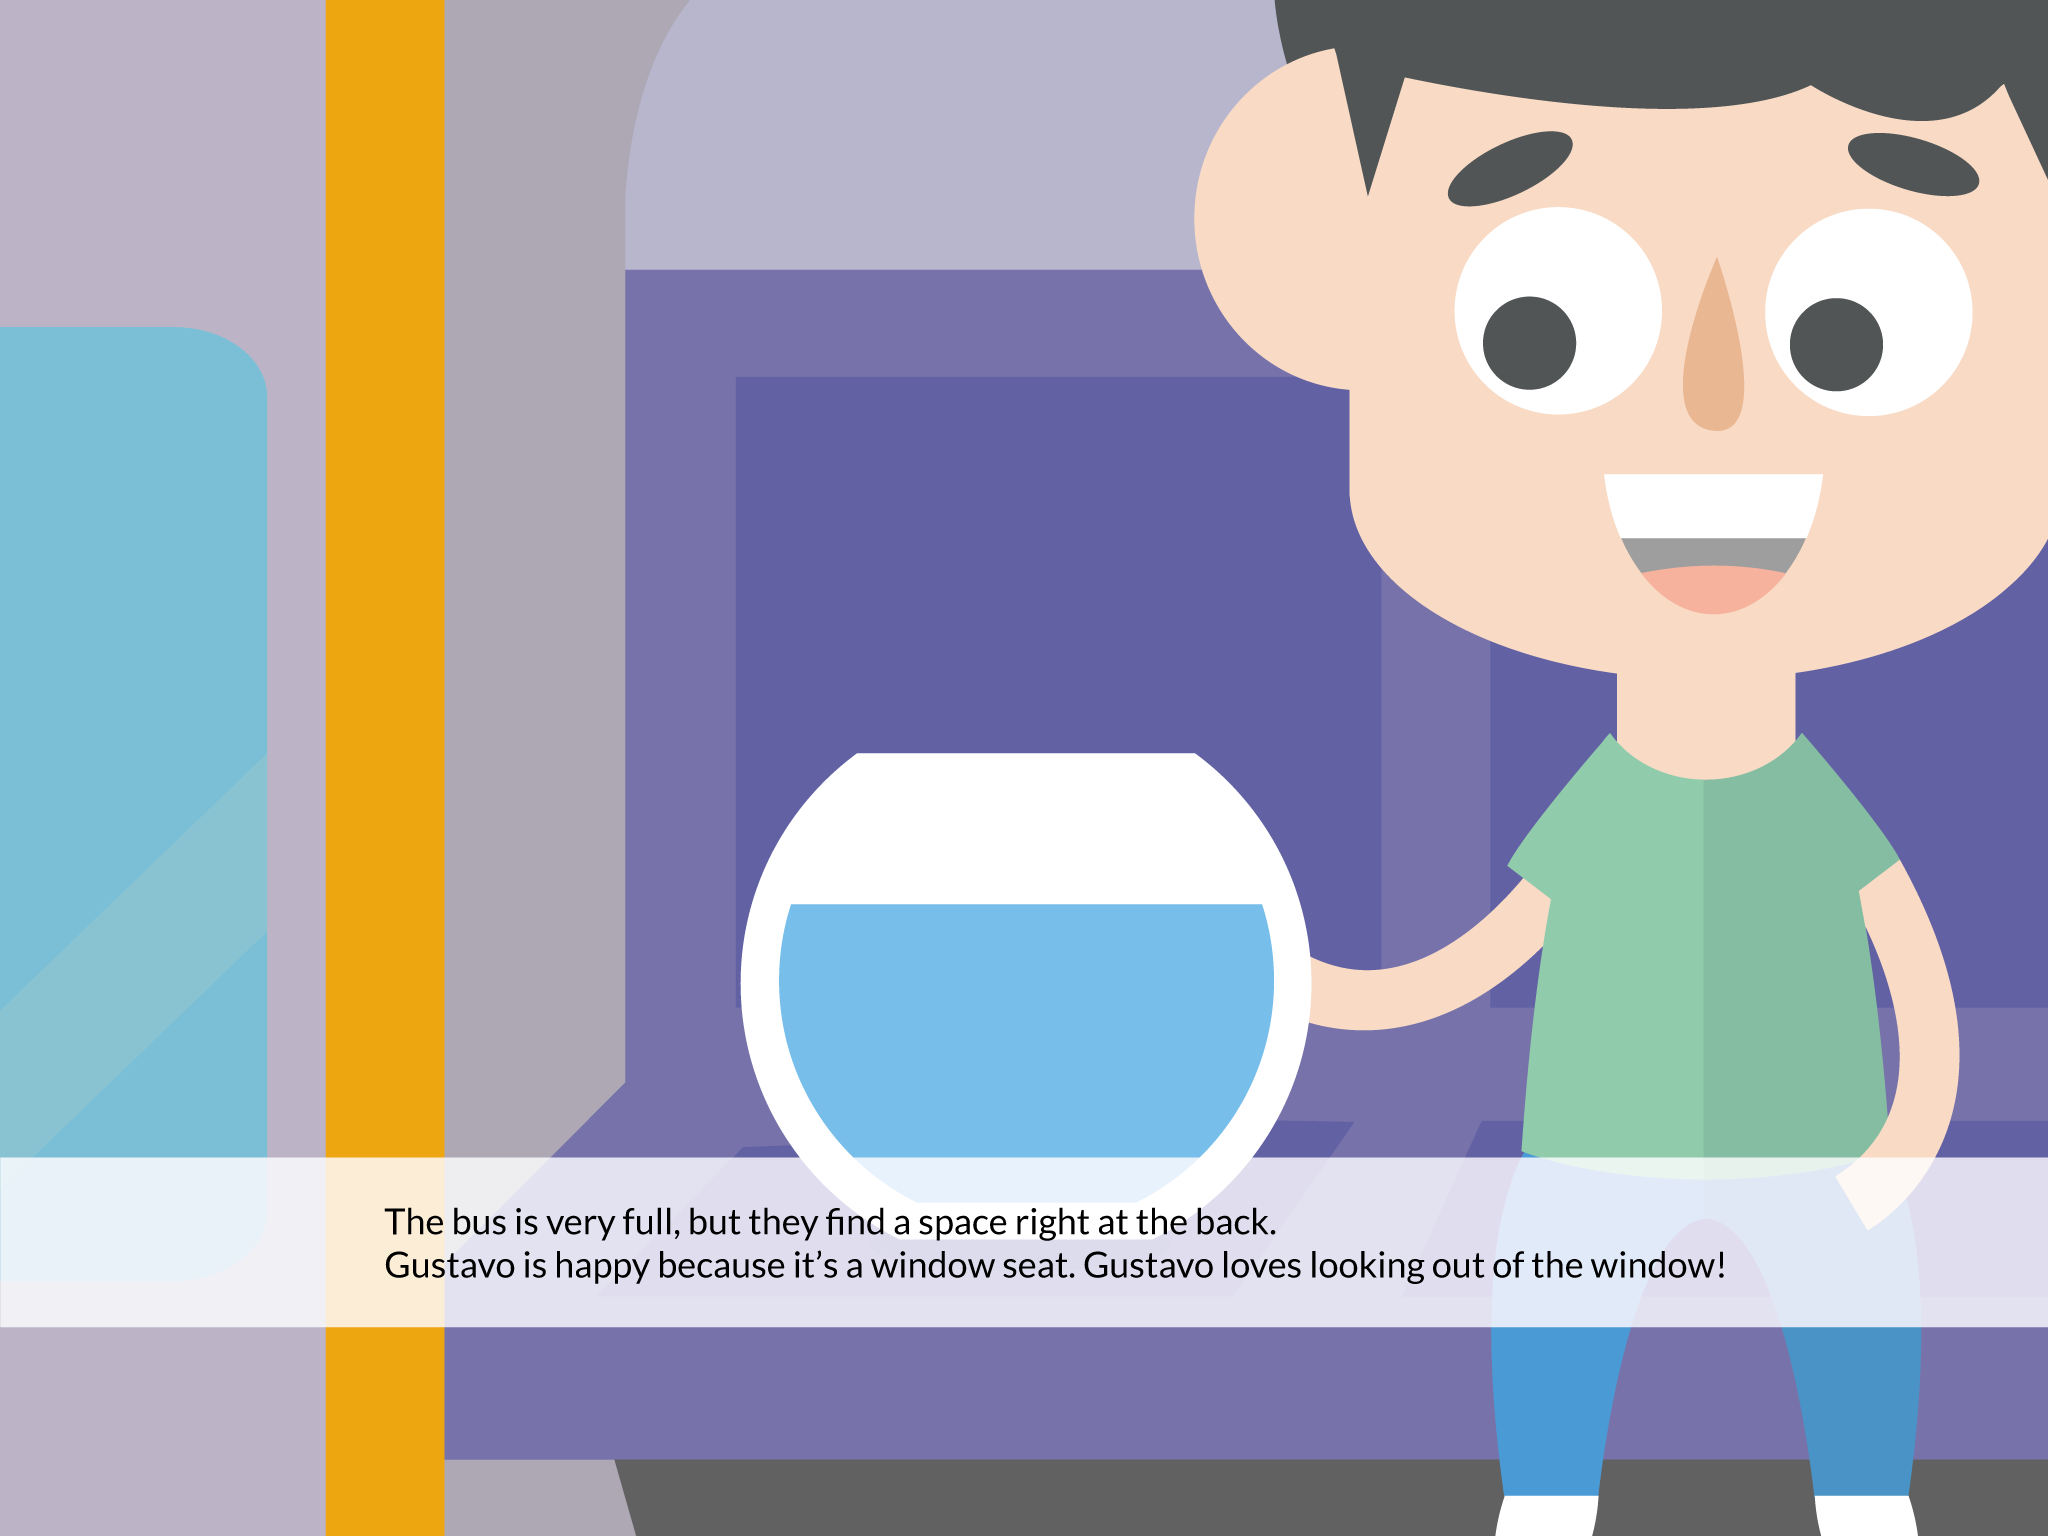 The bus is very full, but they find a space right at the back.
Gustavo is happy because it’s a window seat. Gustavo loves looking out of the window!